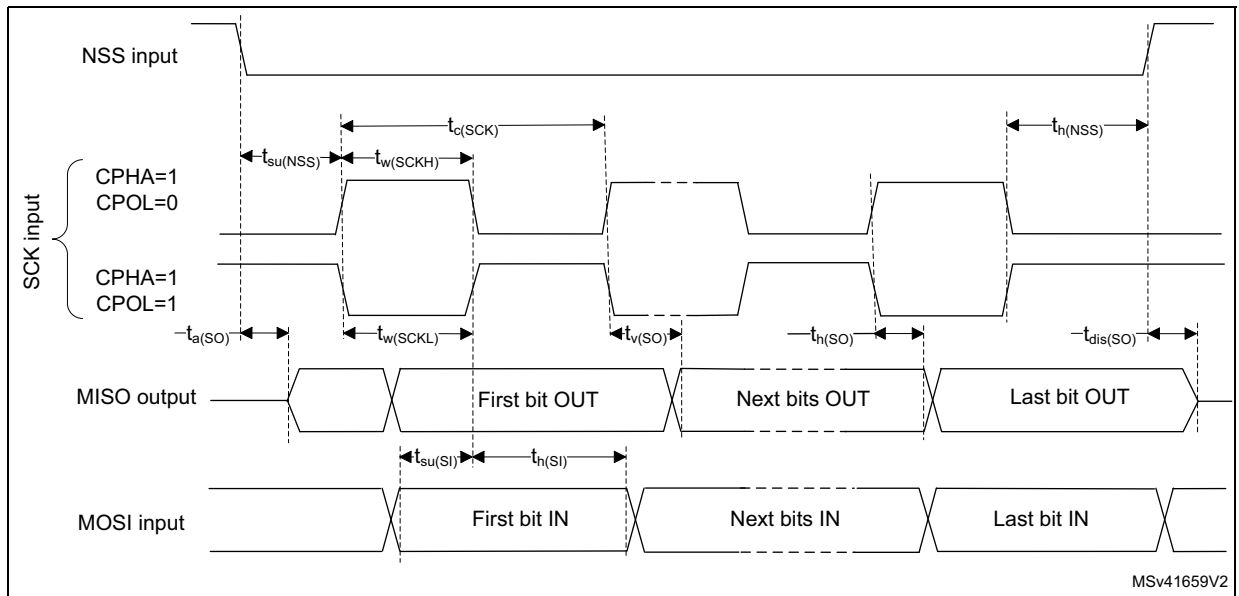 NSS input
tc(SCK)
th(NSS)
tsu(NSS)
tw(SCKH)
SCK input
CPHA=1
CPOL=0
CPHA=1
CPOL=1
ta(SO)
tw(SCKL)
tv(SO)
th(SO)
tdis(SO)
MISO output
First bit OUT
Next bits OUT
Last bit OUT
tsu(SI)
th(SI)
MOSI input
First bit IN
Next bits IN
Last bit IN
MSv41659V2